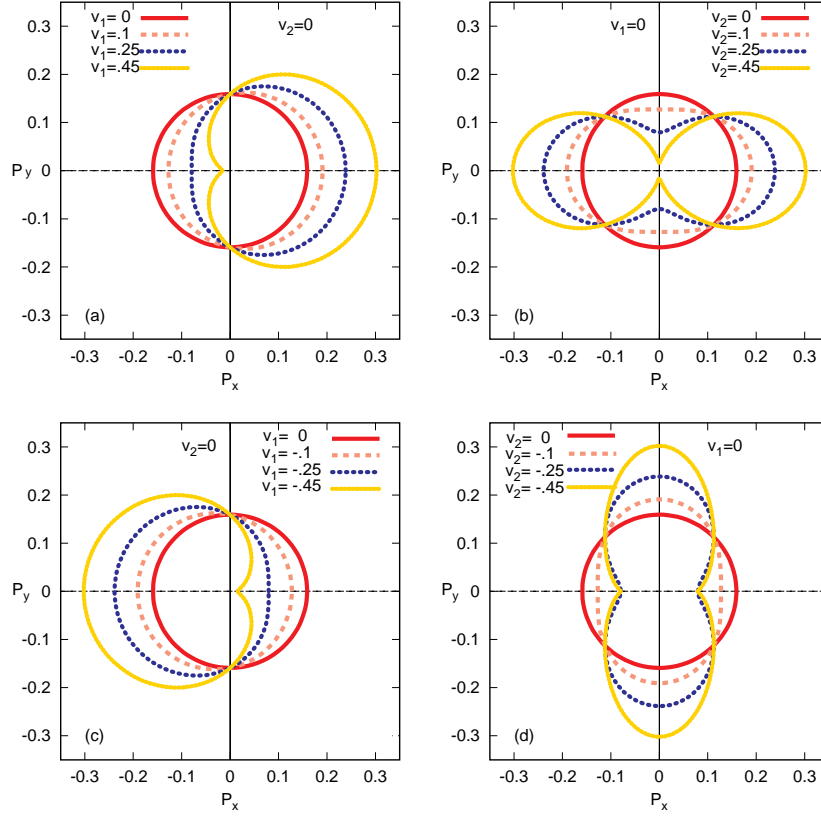 v1= 0
v1=.1
v1=.25
v1=.45
v2=0
0.3
0.2
0.1
0
-0.1
-0.2
-0.3
Py
(a)
-0.3 -0.2 -0.1 0 0.1 0.2 0.3
Px
v1=0
v2= 0
v2=.1
v2=.25
v2=.45
0.3
0.2
0.1
0
-0.1
-0.2
-0.3
(b)
-0.3 -0.2 -0.1 0 0.1 0.2 0.3
Px
v2=0
v1= 0
v1= -.1
v1= -.25
v1= -.45
0.3
0.2
0.1
0
-0.1
-0.2
-0.3
Py
(c)
-0.3 -0.2 -0.1 0 0.1 0.2 0.3
Px
v2= 0
v2= -.1
v2= -.25
v2= -.45
v1=0
0.3
0.2
0.1
0
-0.1
-0.2
-0.3
(d)
-0.3 -0.2 -0.1 0 0.1 0.2 0.3
Px